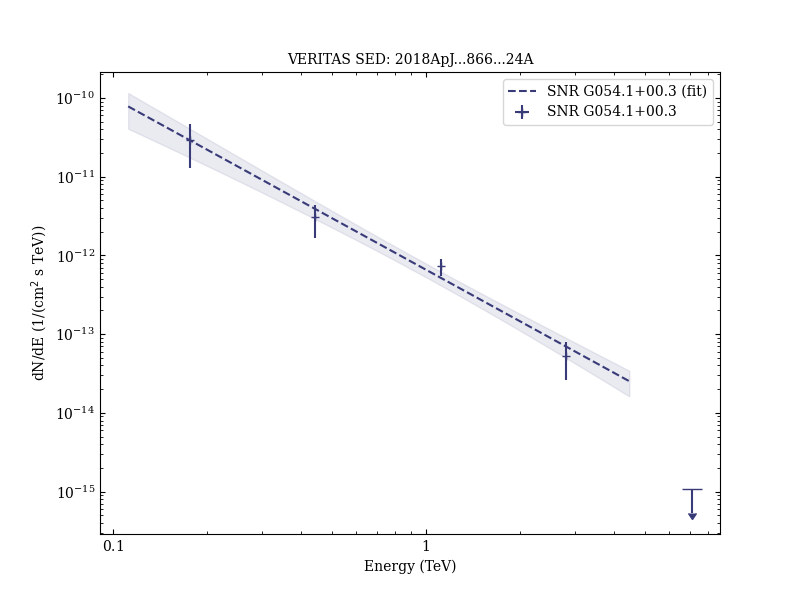 VERITAS SED: 2018ApJ...866...24A
SNR G054.1+00.3 (fit)
SNR G054.1+00.3
dN/dE (1/(cm² s TeV))
10⁻¹⁰
10⁻¹¹
10⁻¹²
10⁻¹³
10⁻¹⁴
10⁻¹⁵
0.1 1
Energy (TeV)